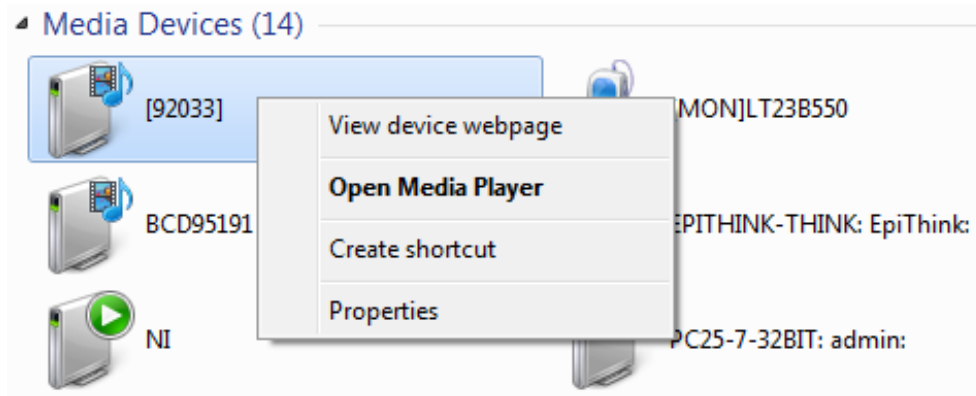 Media Devices (14)
[92033]
MON]LT23B550
View device webpage
Open Media Player
BCD95191
EPITHINK-THINK: EpiThink:
Create shortcut
Properties
NI
PC25-7-32BIT: admin: